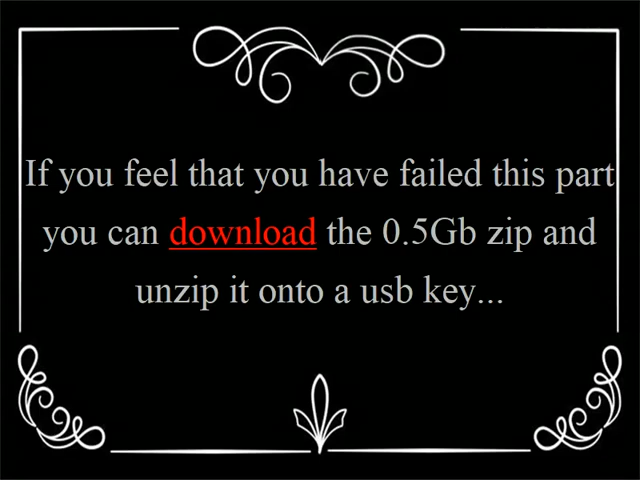 If you feel that you have failed this part
you can download the 0.5Gb zip and
unzip it onto a usb key...